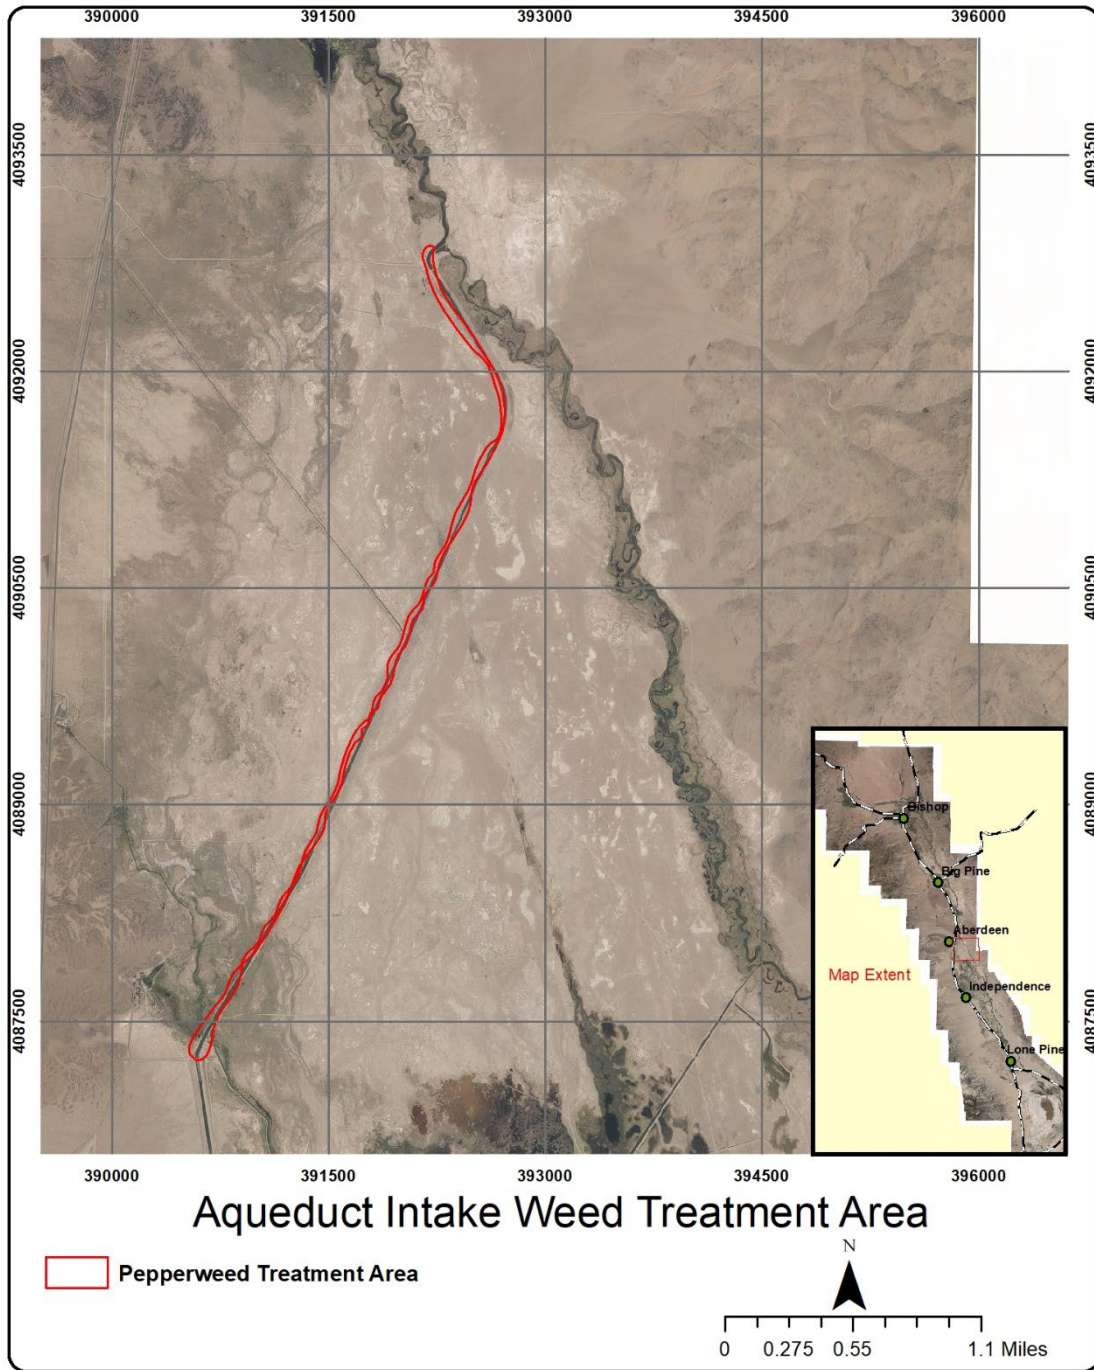 390000 391500 393000 394500 396000
4093500 4093500
4092000 4092000
4090500 4090500
4089000 4089000
4087500 4087500
Bishop
Big Pine
Aberdeen
Map Extent
Independence
Lone Pine
390000 391500 393000 394500 396000
Aqueduct Intake Weed Treatment Area
N
Pepperweed Treatment Area
0 0.275 0.55 1.1 Miles